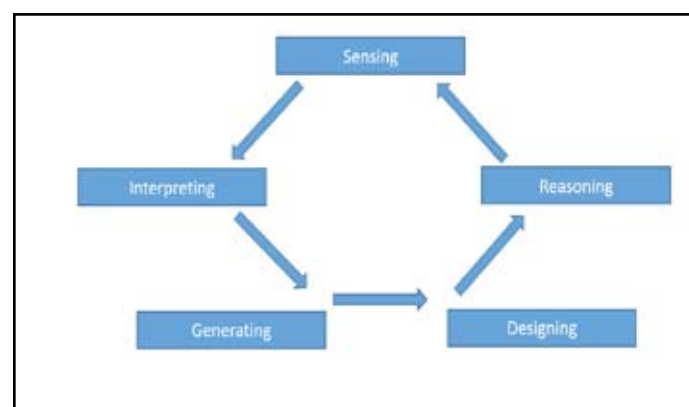 Sensing
Interpreting
Reasoning
Generating
Designing